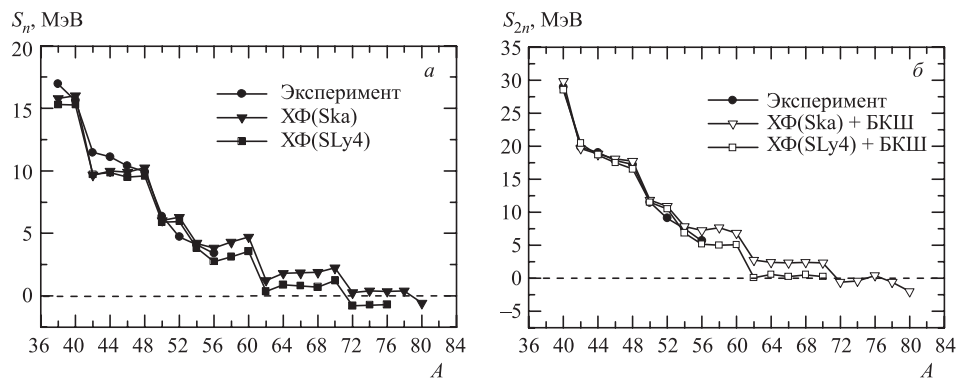 S_n, МэВ
20
15
10
5
0
36 40 44 48 52 56 60 64 68 72 76 80 84
A
а
Эксперимент
ХФ(Ska)
ХФ(SLy4)
S_2n, МэВ
35
30
25
20
15
10
5
0
−5
36 40 44 48 52 56 60 64 68 72 76 80 84
A
б
Эксперимент
ХФ(Ska) + БКШ
ХФ(SLy4) + БКШ